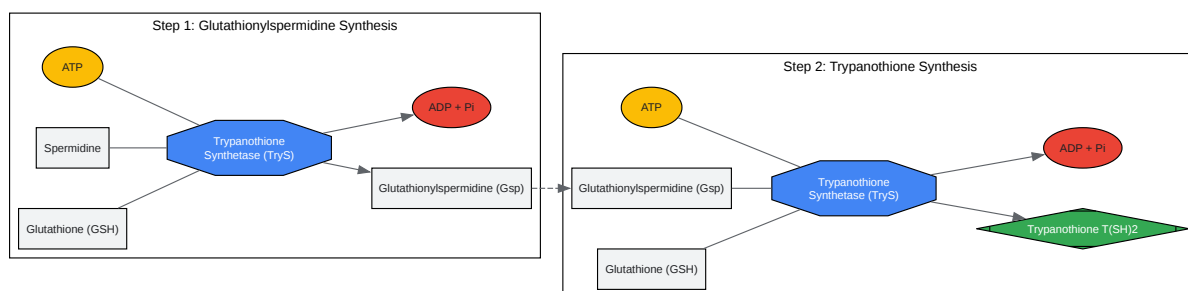 Step 1: Glutathionylspermidine Synthesis
ATP
Spermidine
Glutathione (GSH)
Trypanothione
Synthetase (TryS)
ADP + Pi
Glutathionylspermidine (Gsp)
Step 2: Trypanothione Synthesis
ATP
Glutathionylspermidine (Gsp)
Glutathione (GSH)
Trypanothione
Synthetase (TryS)
ADP + Pi
Trypanothione T(SH)2